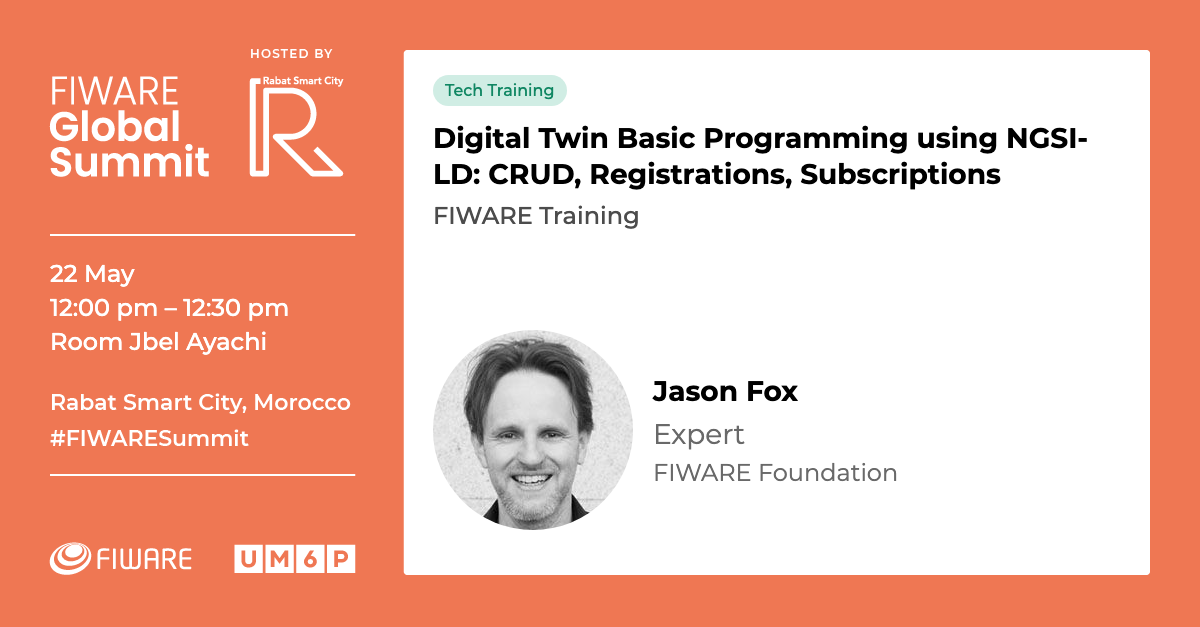 HOSTED BY
FIWARE
Global
Summit
Rabat Smart City
R
22 May
12:00 pm – 12:30 pm
Room Jbel Ayachi
Rabat Smart City, Morocco
#FIWARESummit
FIWARE
UM6P
Tech Training
Digital Twin Basic Programming using NGSI-
LD: CRUD, Registrations, Subscriptions
FIWARE Training
Jason Fox
Expert
FIWARE Foundation